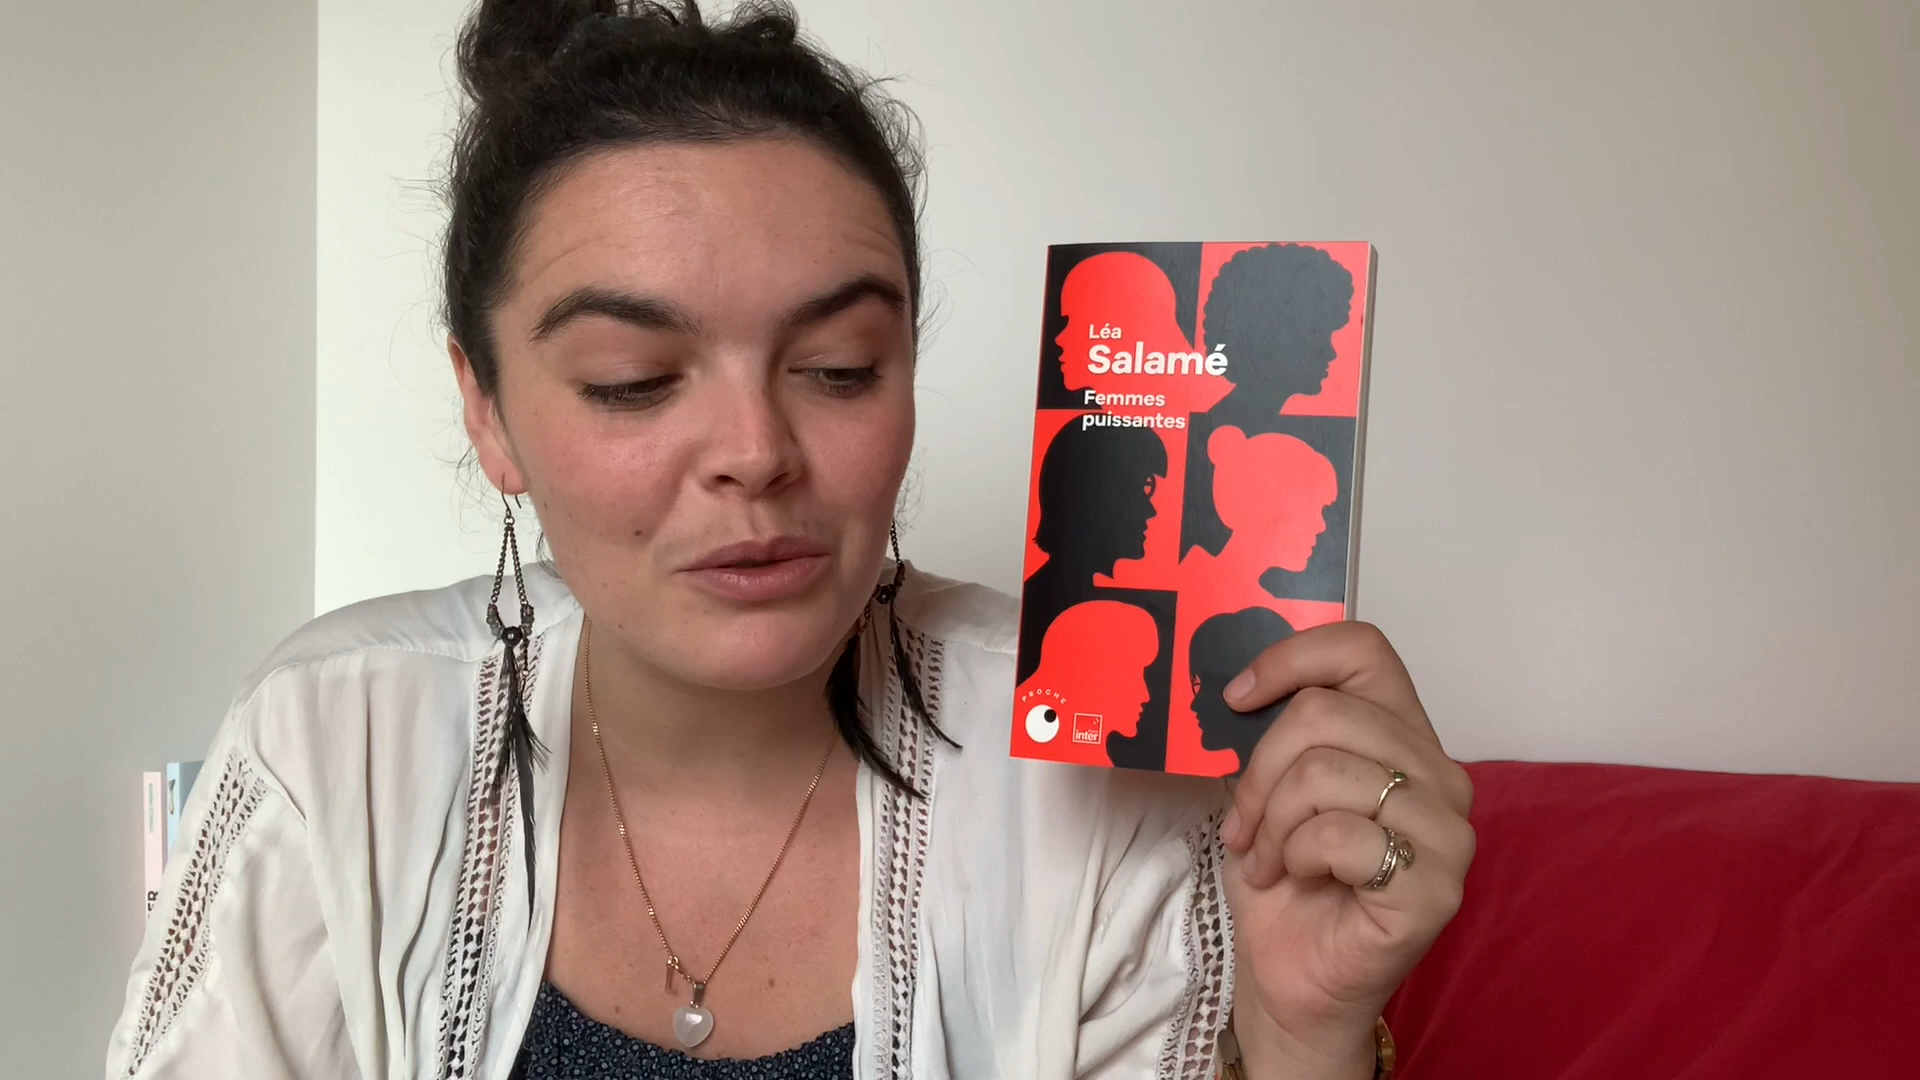 Léa
Salamé
Femmes
puissantes
PROCHE
inter